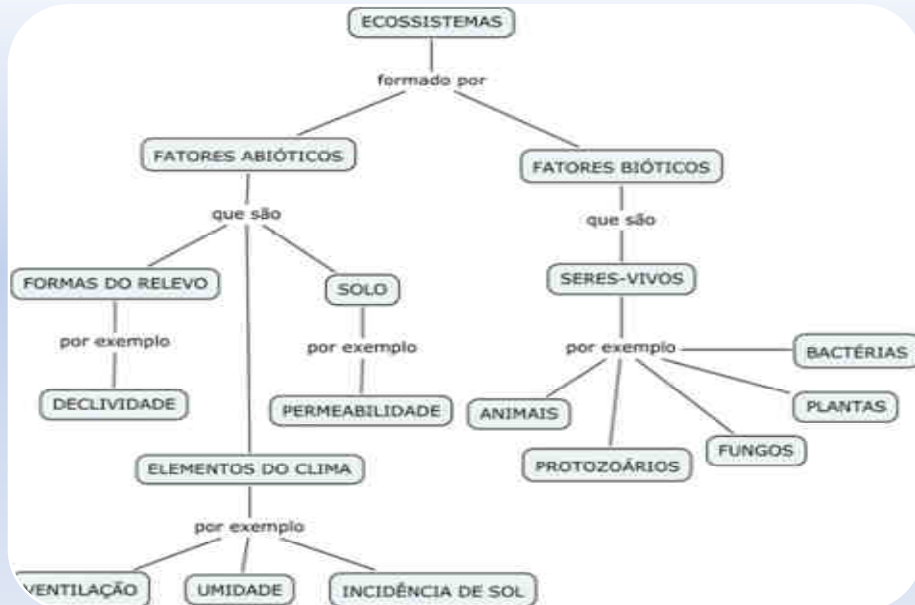 ECOSSISTEMAS
formado por
FATORES ABIÓTICOS
FATORES BIÓTICOS
que são
que são
FORMAS DO RELEVO
SOLO
SERES-VIVOS
por exemplo
por exemplo
por exemplo
BACTÉRIAS
DECLIVIDADE
PERMEABILIDADE
ANIMAIS
PLANTAS
FUNGOS
PROTOZOÁRIOS
ELEMENTOS DO CLIMA
por exemplo
VENTILAÇÃO
UMIDADE
INCIDÊNCIA DE SOL